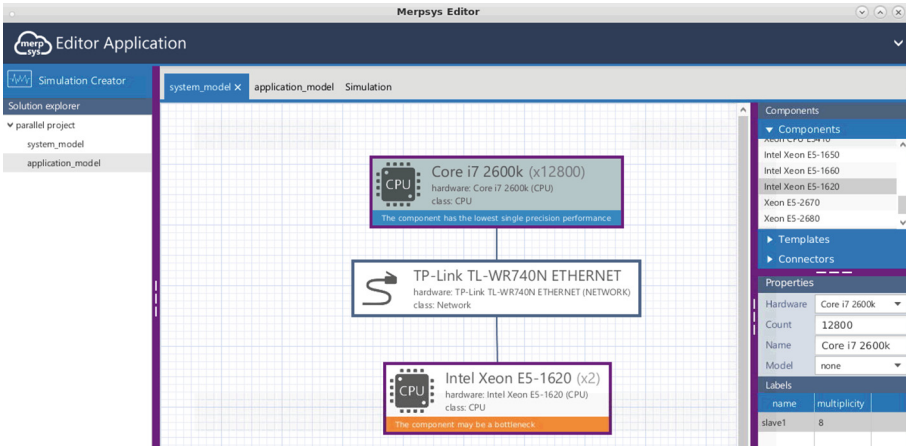 Merpsys Editor
merp
sys
Editor Application
Simulation Creator
Solution explorer
parallel project
system_model
application_model
system_model ×
application_model
Simulation
CPU
Core i7 2600k (x12800)
hardware: Core i7 2600k (CPU)
class: CPU
The component has the lowest single precision performance
TP-Link TL-WR740N ETHERNET
hardware: TP-Link TL-WR740N ETHERNET (NETWORK)
class: Network
CPU
Intel Xeon E5-1620 (x2)
hardware: Intel Xeon E5-1620 (CPU)
class: CPU
The component may be a bottleneck
Components
Components
Intel Xeon E5-1650
Intel Xeon E5-1660
Intel Xeon E5-1620
Xeon E5-2670
Xeon E5-2680
Templates
Connectors
Properties
Hardware Core i7 2600k
Count 12800
Name Core i7 2600k
Model none
Labels
name multiplicity
slave1 8